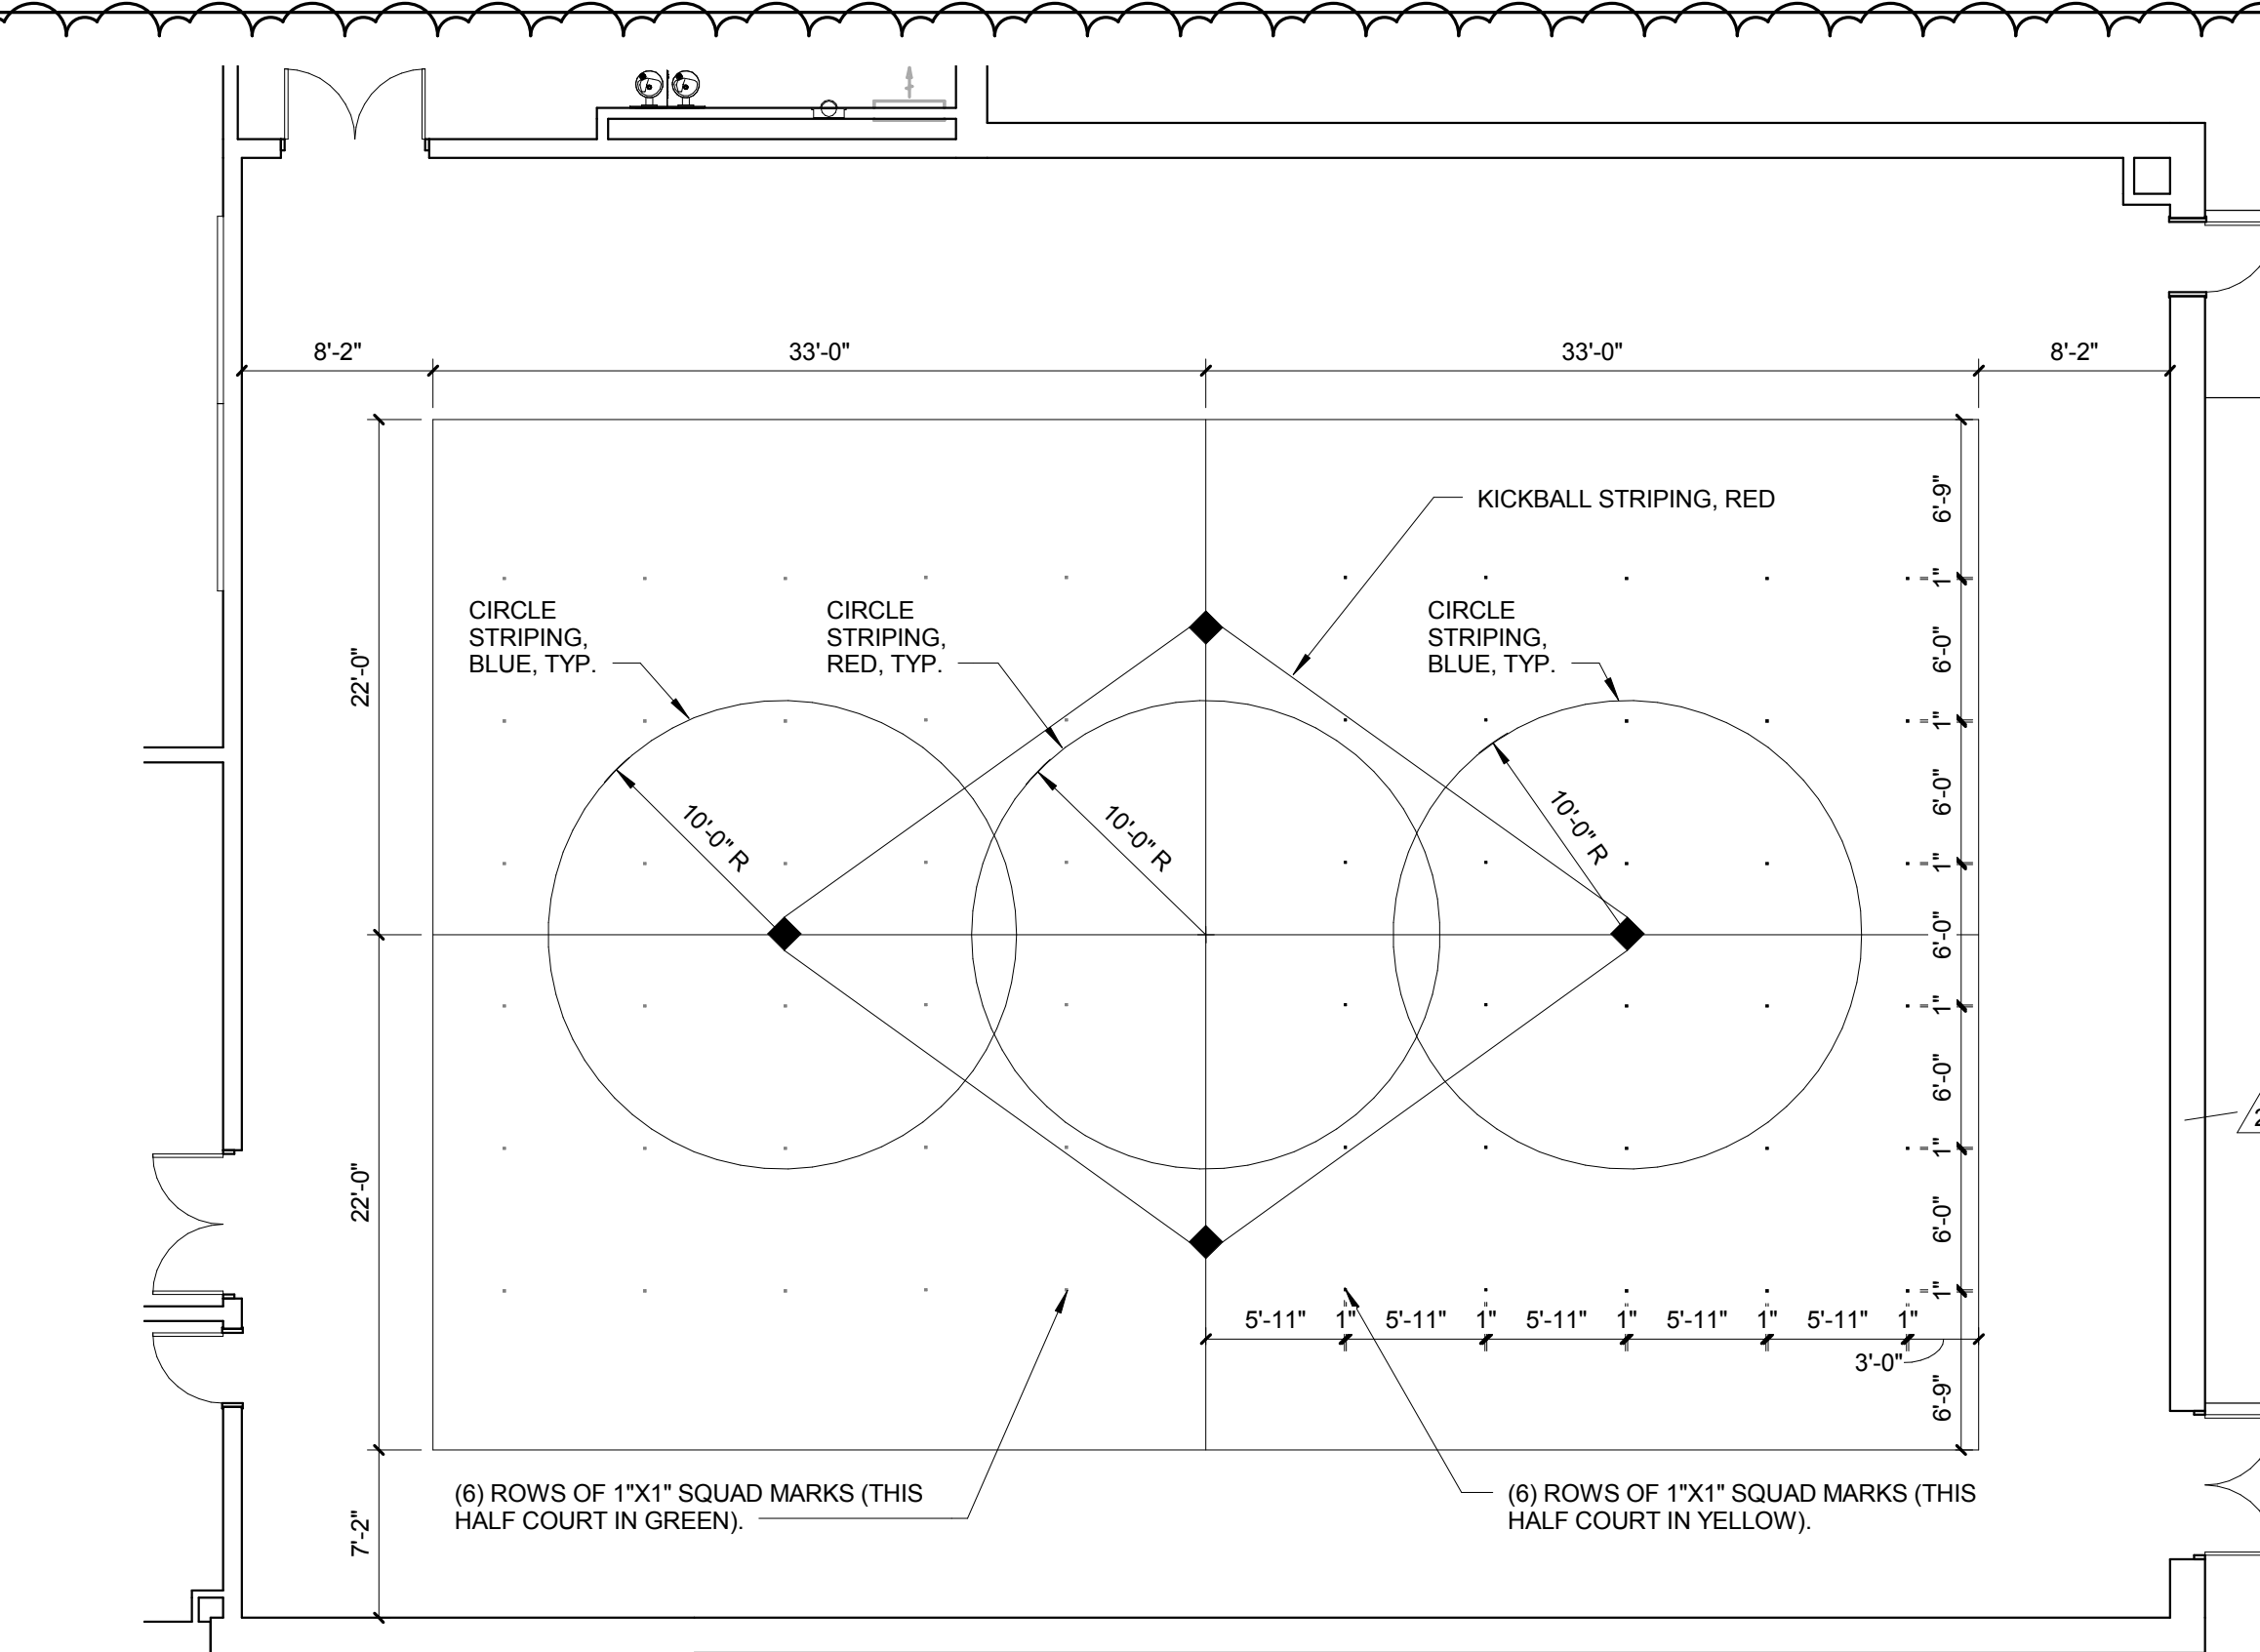 8'-2"
33'-0"
33'-0"
8'-2"
6'-9"
KICKBALL STRIPING, RED
1"
CIRCLE
STRIPING,
BLUE, TYP.
CIRCLE
STRIPING,
RED, TYP.
CIRCLE
STRIPING,
BLUE, TYP.
22'-0"
6'-0"
1"
6'-0"
10'-0" R
10'-0" R
10'-0" R
1"
6'-0"
1"
6'-0"
2
1"
22'-0"
6'-0"
1"
5'-11"
1"
5'-11"
1"
5'-11"
1"
5'-11"
1"
5'-11"
1"
3'-0"
6'-9"
(6) ROWS OF 1"X1" SQUAD MARKS (THIS
HALF COURT IN GREEN).
(6) ROWS OF 1"X1" SQUAD MARKS (THIS
HALF COURT IN YELLOW).
7'-2"